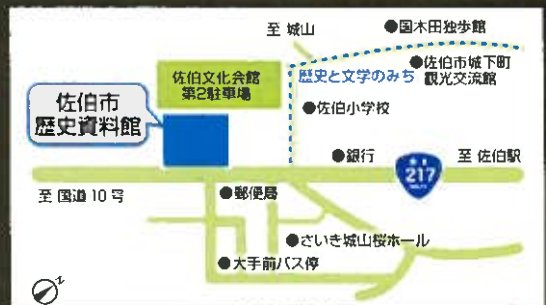 至 城山
●国木田独歩館
佐伯文化会館
第2駐車場
歴史と文学のみち
●佐伯市城下町
観光交流館
佐伯市
歴史資料館
●佐伯小学校
●銀行
217
至 佐伯駅
至 国道10号
●郵便局
●さいき城山桜ホール
●大手前バス停
Z